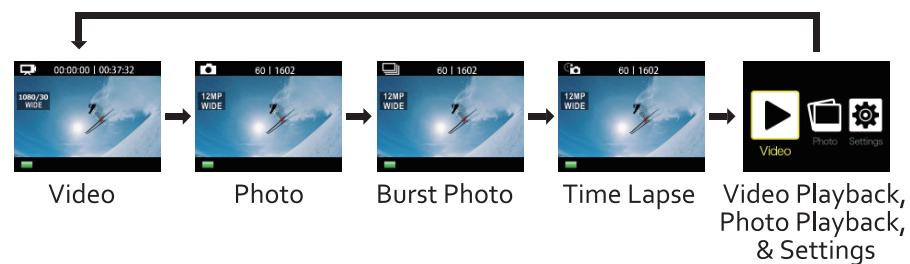 00:00:00 | 00:37:32
1080/30
WIDE
60 | 1602
12MP
WIDE
60 | 1602
12MP
WIDE
60 | 1602
12MP
WIDE
Video
Photo
Settings
Video
Photo
Burst Photo
Time Lapse
Video Playback,
Photo Playback,
& Settings